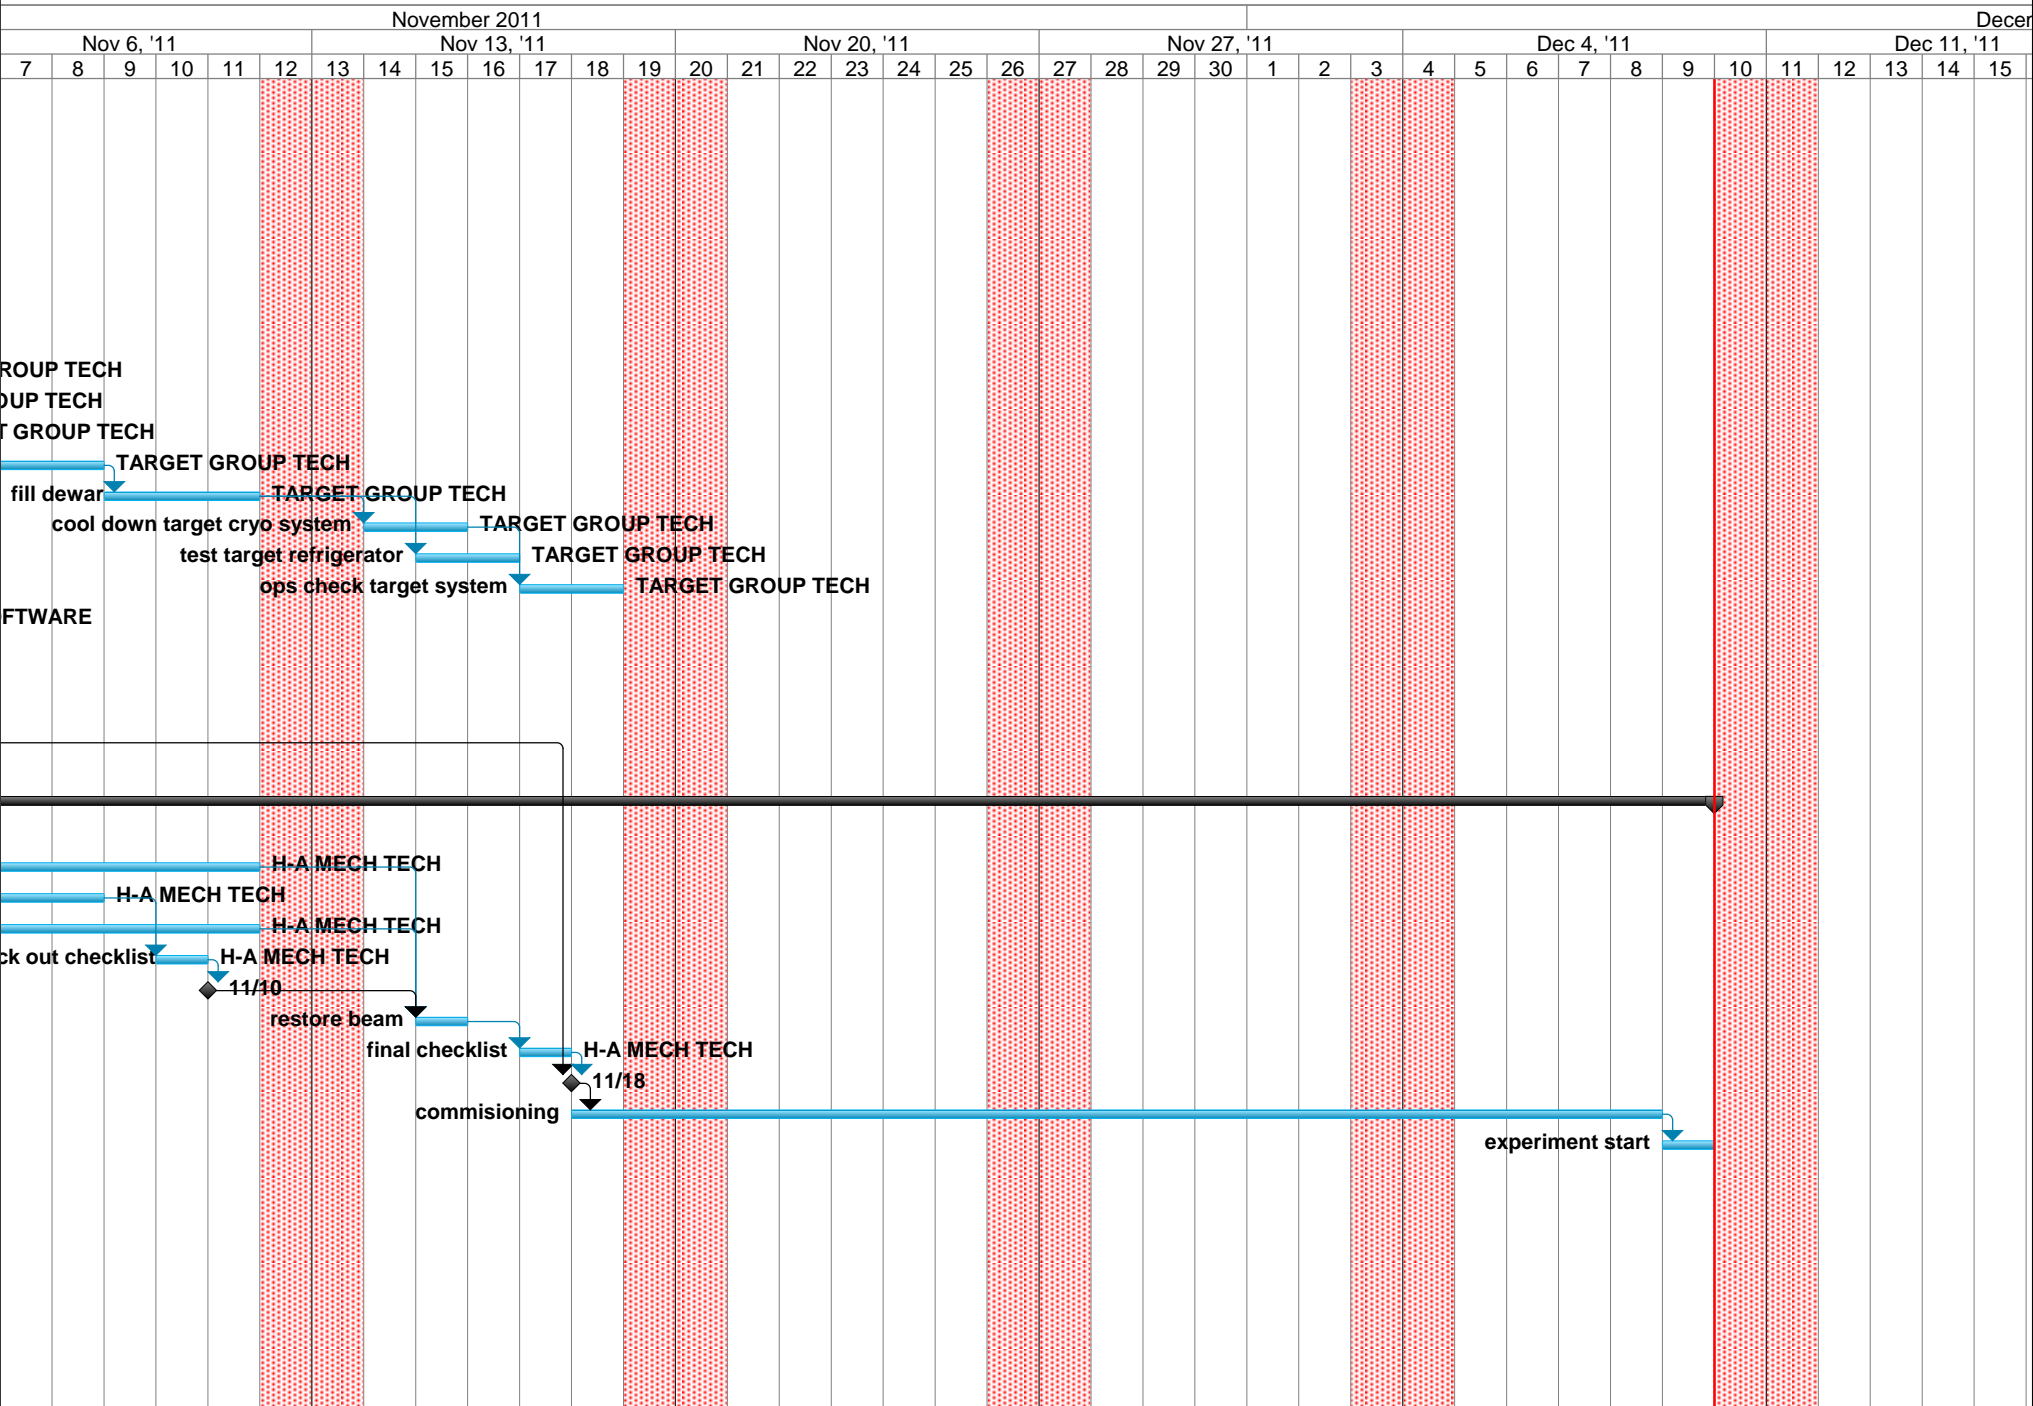 November 2011
Decer
Nov 6, '11 Nov 13, '11 Nov 20, '11 Nov 27, '11 Dec 4, '11 Dec 11, '11
7 8 9 10 11 12 13 14 15 16 17 18 19 20 21 22 23 24 25 26 27 28 29 30 1 2 3 4 5 6 7 8 9 10 11 12 13 14 15
ROUP TECH
OUP TECH
T GROUP TECH
TARGET GROUP TECH
fill dewar TARGET GROUP TECH
cool down target cryo system TARGET GROUP TECH
test target refrigerator TARGET GROUP TECH
ops check target system TARGET GROUP TECH
OFTWARE
H-A MECH TECH
H-A MECH TECH
H-A MECH TECH
ck out checklist H-A MECH TECH
11/10
restore beam
final checklist H-A MECH TECH
11/18
commisioning
experiment start